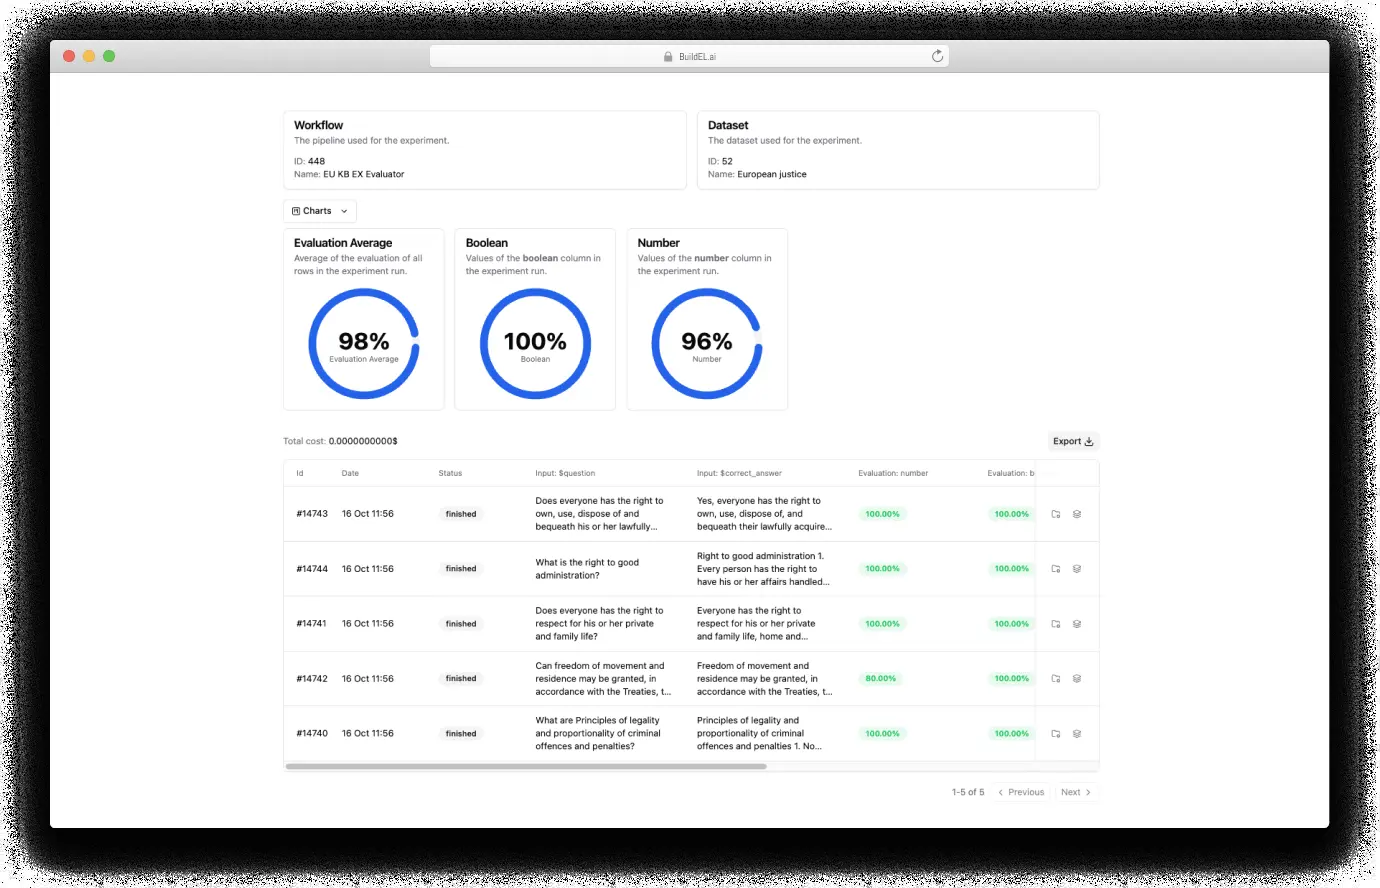 BuildEL.ai
Workflow
The pipeline used for the experiment.
ID: 448
Name: EU KB EX Evaluator
Dataset
The dataset used for the experiment.
ID: 52
Name: European justice
Charts
Evaluation Average
Average of the evaluation of all
rows in the experiment run.
98%
Evaluation Average
Boolean
Values of the boolean column in
the experiment run.
100%
Boolean
Number
Values of the number column in
the experiment run.
96%
Number
Total cost: 0.0000000000$
Export
Id Date Status Input: $question Input: $correct_answer Evaluation: number Evaluation: b
#14743 16 Oct 11:56 finished
Does everyone have the right to
own, use, dispose of and
bequeath his or her lawfully...
Yes, everyone has the right to
own, use, dispose of, and
bequeath their lawfully acquire...
100.00% 100.00%
#14744 16 Oct 11:56 finished
What is the right to good
administration?
Right to good administration 1.
Every person has the right to
have his or her affairs handled...
100.00% 100.00%
#14741 16 Oct 11:56 finished
Does everyone has the right to
respect for his or her private
and family life?
Everyone has the right to
respect for his or her private
and family life, home and...
100.00% 100.00%
#14742 16 Oct 11:56 finished
Can freedom of movement and
residence may be granted, in
accordance with the Treaties, t...
Freedom of movement and
residence may be granted, in
accordance with the Treaties, t...
80.00% 100.00%
#14740 16 Oct 11:56 finished
What are Principles of legality
and proportionality of criminal
offences and penalties?
Principles of legality and
proportionality of criminal
offences and penalties 1. No...
100.00% 100.00%
1-5 of 5 Previous Next